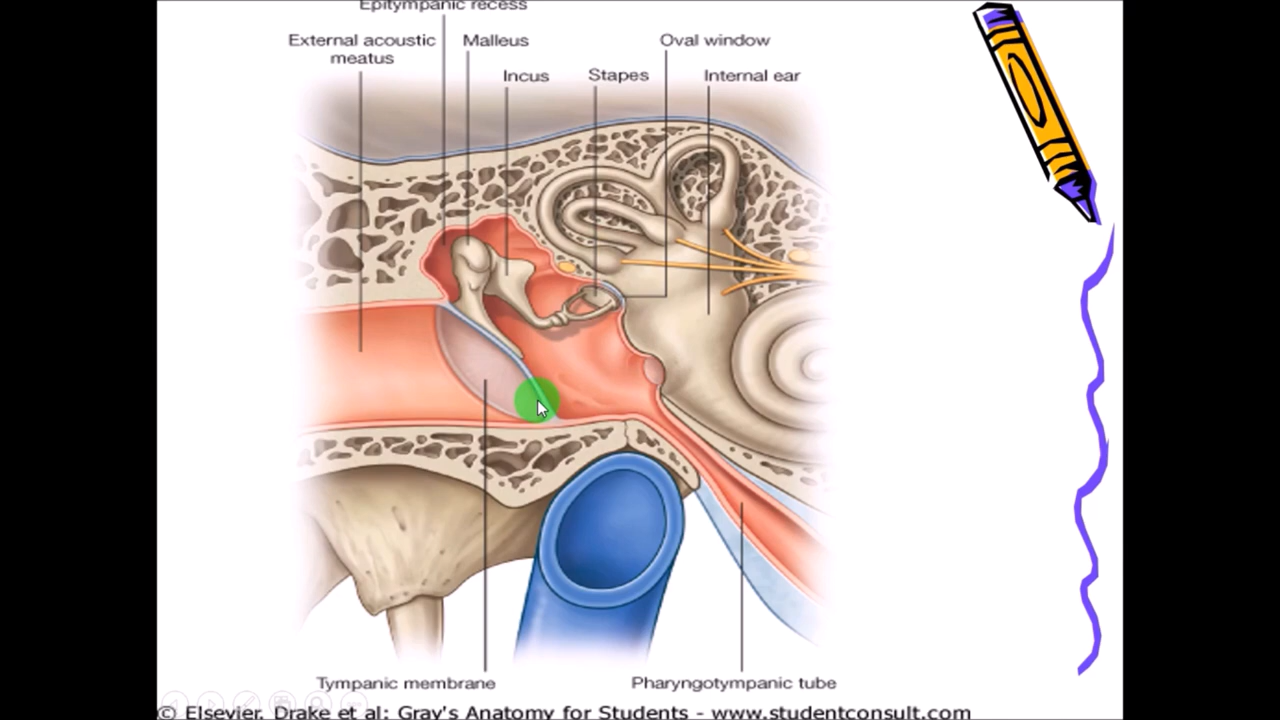 Epitympanic recess
External acoustic
meatus
Malleus
Oval window
Incus
Stapes
Internal ear
Tympanic membrane
Pharyngotympanic tube
© Elsevier. Drake et al: Gray's Anatomy for Students - www.studentconsult.com